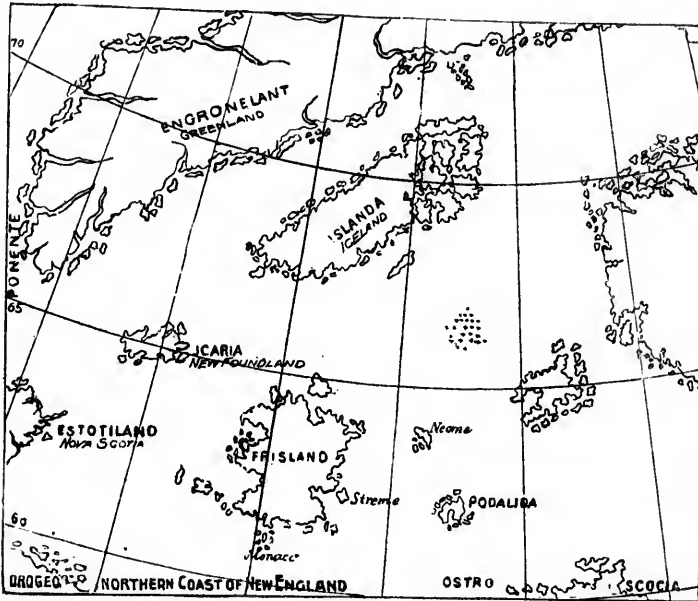 70
ENGRONELANT
GREENLAND
ISLANDA
ICELAND
PONENTE
65
ICARIA
NEWFOUNDLAND
ESTOTILAND
NOVA SCOTIA
FRISLAND
Neome
Streme
PODALIDA
60
Monaco
DROGEO
NORTHERN COAST OF NEW ENGLAND
OSTRO
SCOCIA